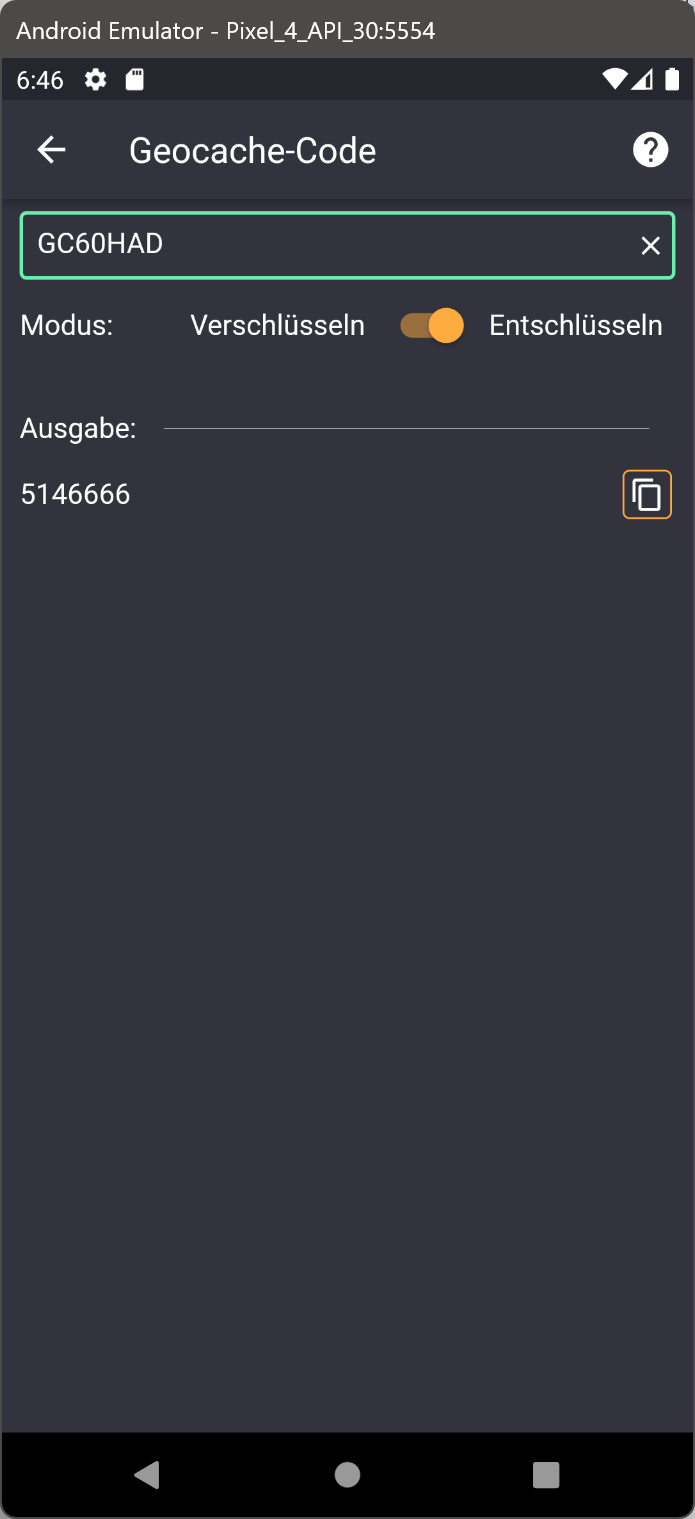 Android Emulator - Pixel_4_API_30:5554
6:46
Geocache-Code
GC60HAD
Modus: Verschlüsseln Entschlüsseln
Ausgabe:
5146666